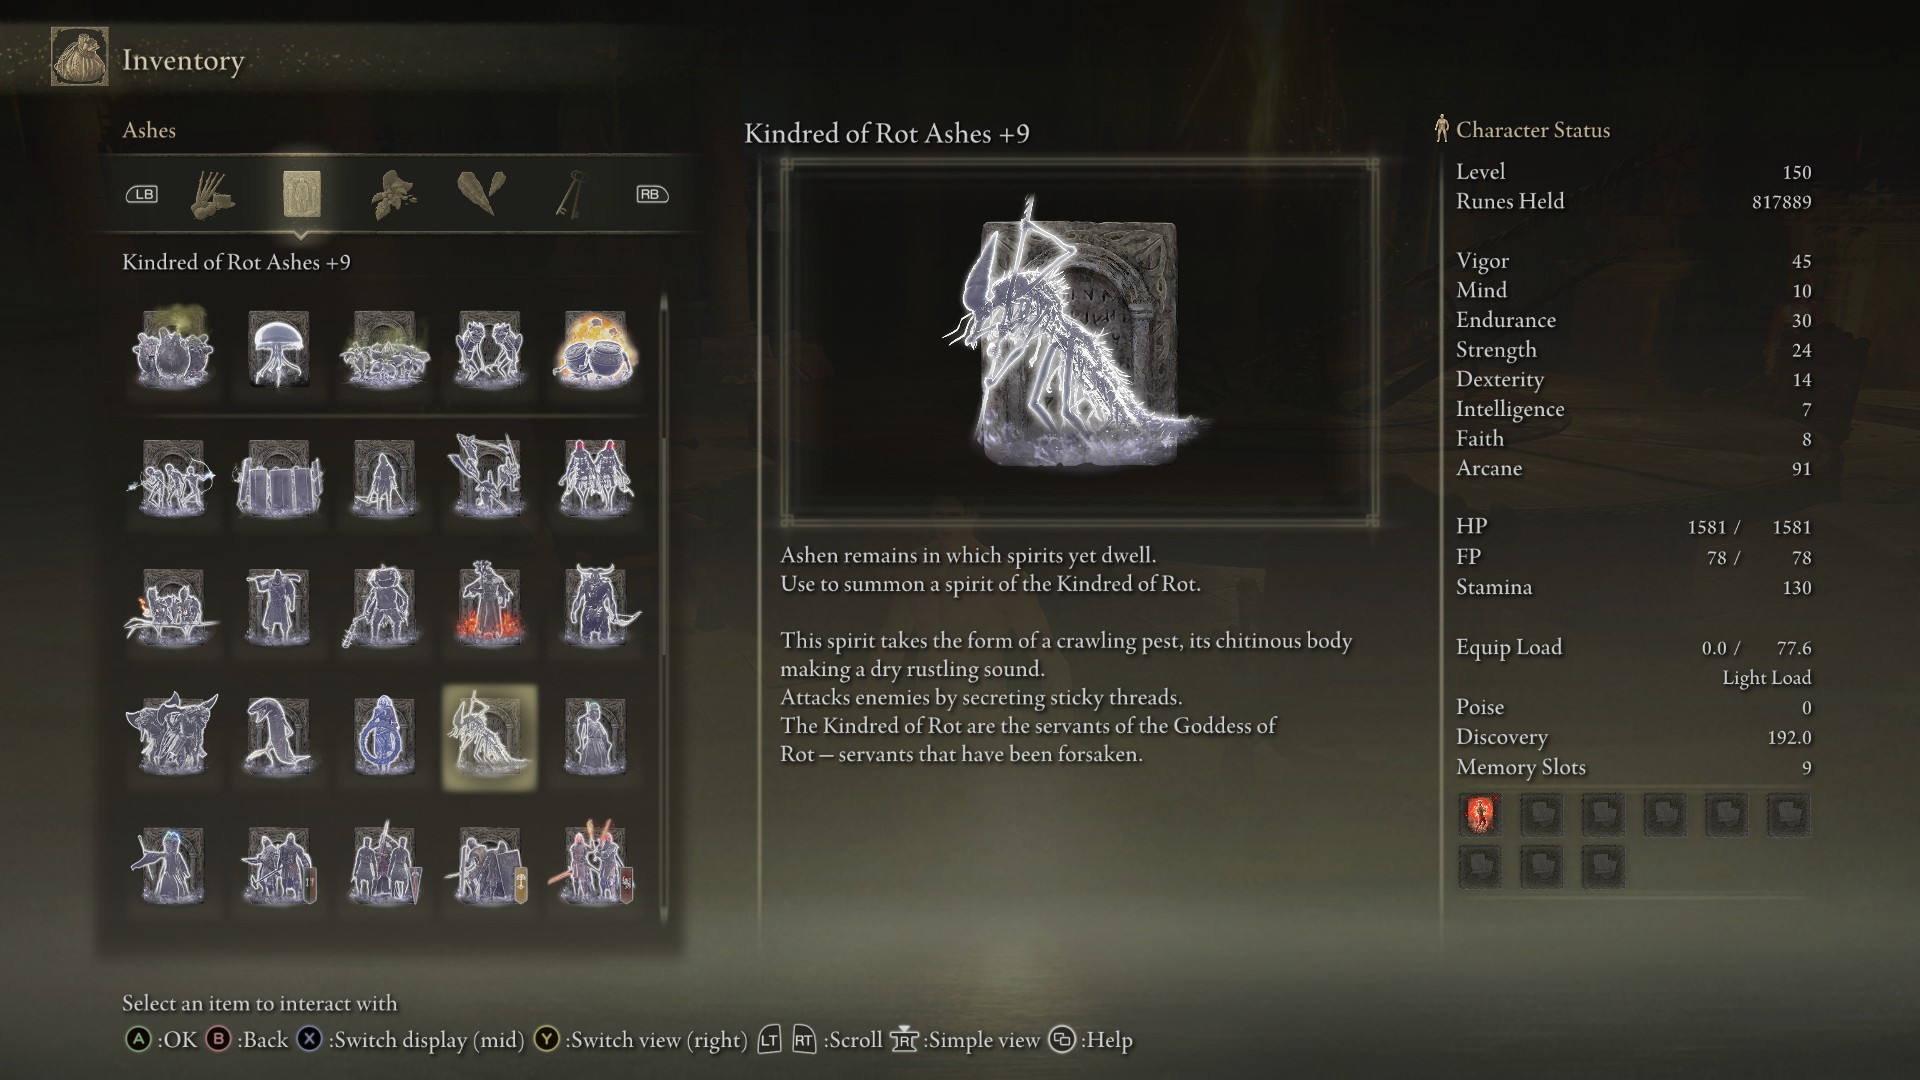 Inventory
Ashes
LB
RB
Kindred of Rot Ashes +9
Kindred of Rot Ashes +9
Ashen remains in which spirits yet dwell.
Use to summon a spirit of the Kindred of Rot.
This spirit takes the form of a crawling pest, its chitinous body
making a dry rustling sound.
Attacks enemies by secreting sticky threads.
The Kindred of Rot are the servants of the Goddess of
Rot — servants that have been forsaken.
Character Status
Level 150
Runes Held 817889
Vigor 45
Mind 10
Endurance 30
Strength 24
Dexterity 14
Intelligence 7
Faith 8
Arcane 91
HP 1581 / 1581
FP 78 / 78
Stamina 130
Equip Load 0.0 / 77.6
Light Load
Poise 0
Discovery 192.0
Memory Slots 9
Select an item to interact with
A :OK B :Back X :Switch display (mid) Y :Switch view (right) LT RT :Scroll R :Simple view :Help